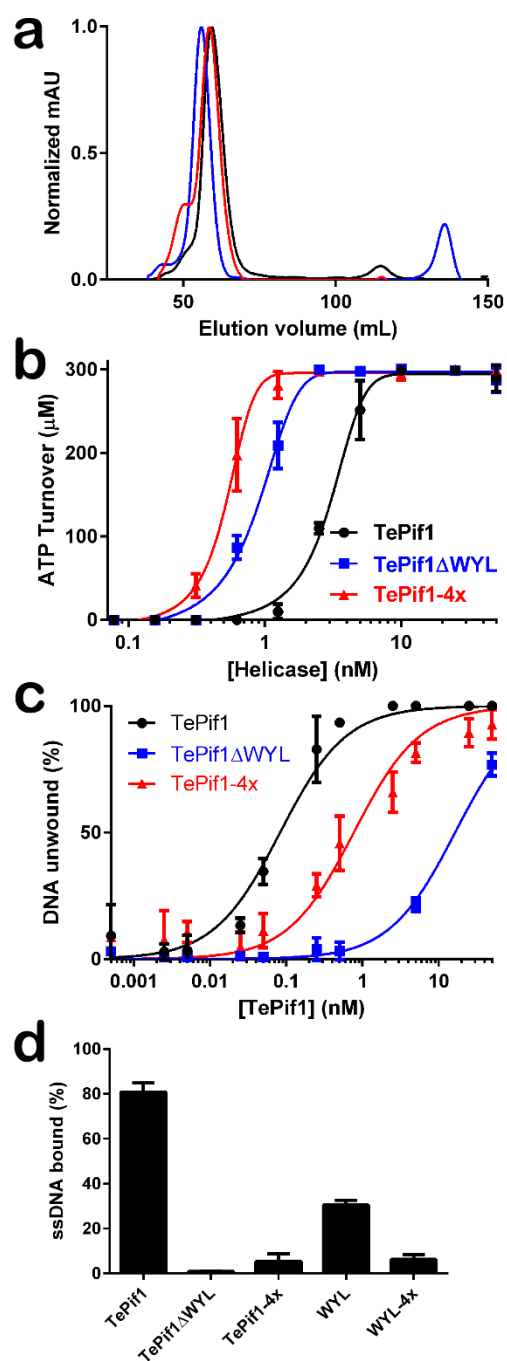 a
Normalized mAU
1.0
0.5
0.0
50
100
150
Elution volume (mL)
b
ATP Turnover (μM)
300
200
100
0
TePif1
TePif1ΔWYL
TePif1-4x
0.1
1
10
[Helicase] (nM)
c
DNA unwound (%)
100
50
0
TePif1
TePif1ΔWYL
TePif1-4x
0.001
0.01
0.1
1
10
[TePif1] (nM)
d
ssDNA bound (%)
80
60
40
20
0
TePif1
TePif1ΔWYL
TePif1-4x
WYL
WYL-4x